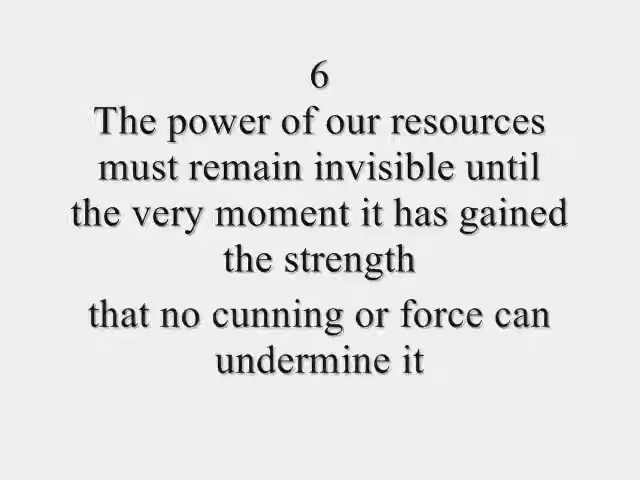 6
The power of our resources
must remain invisible until
the very moment it has gained
the strength
that no cunning or force can
undermine it